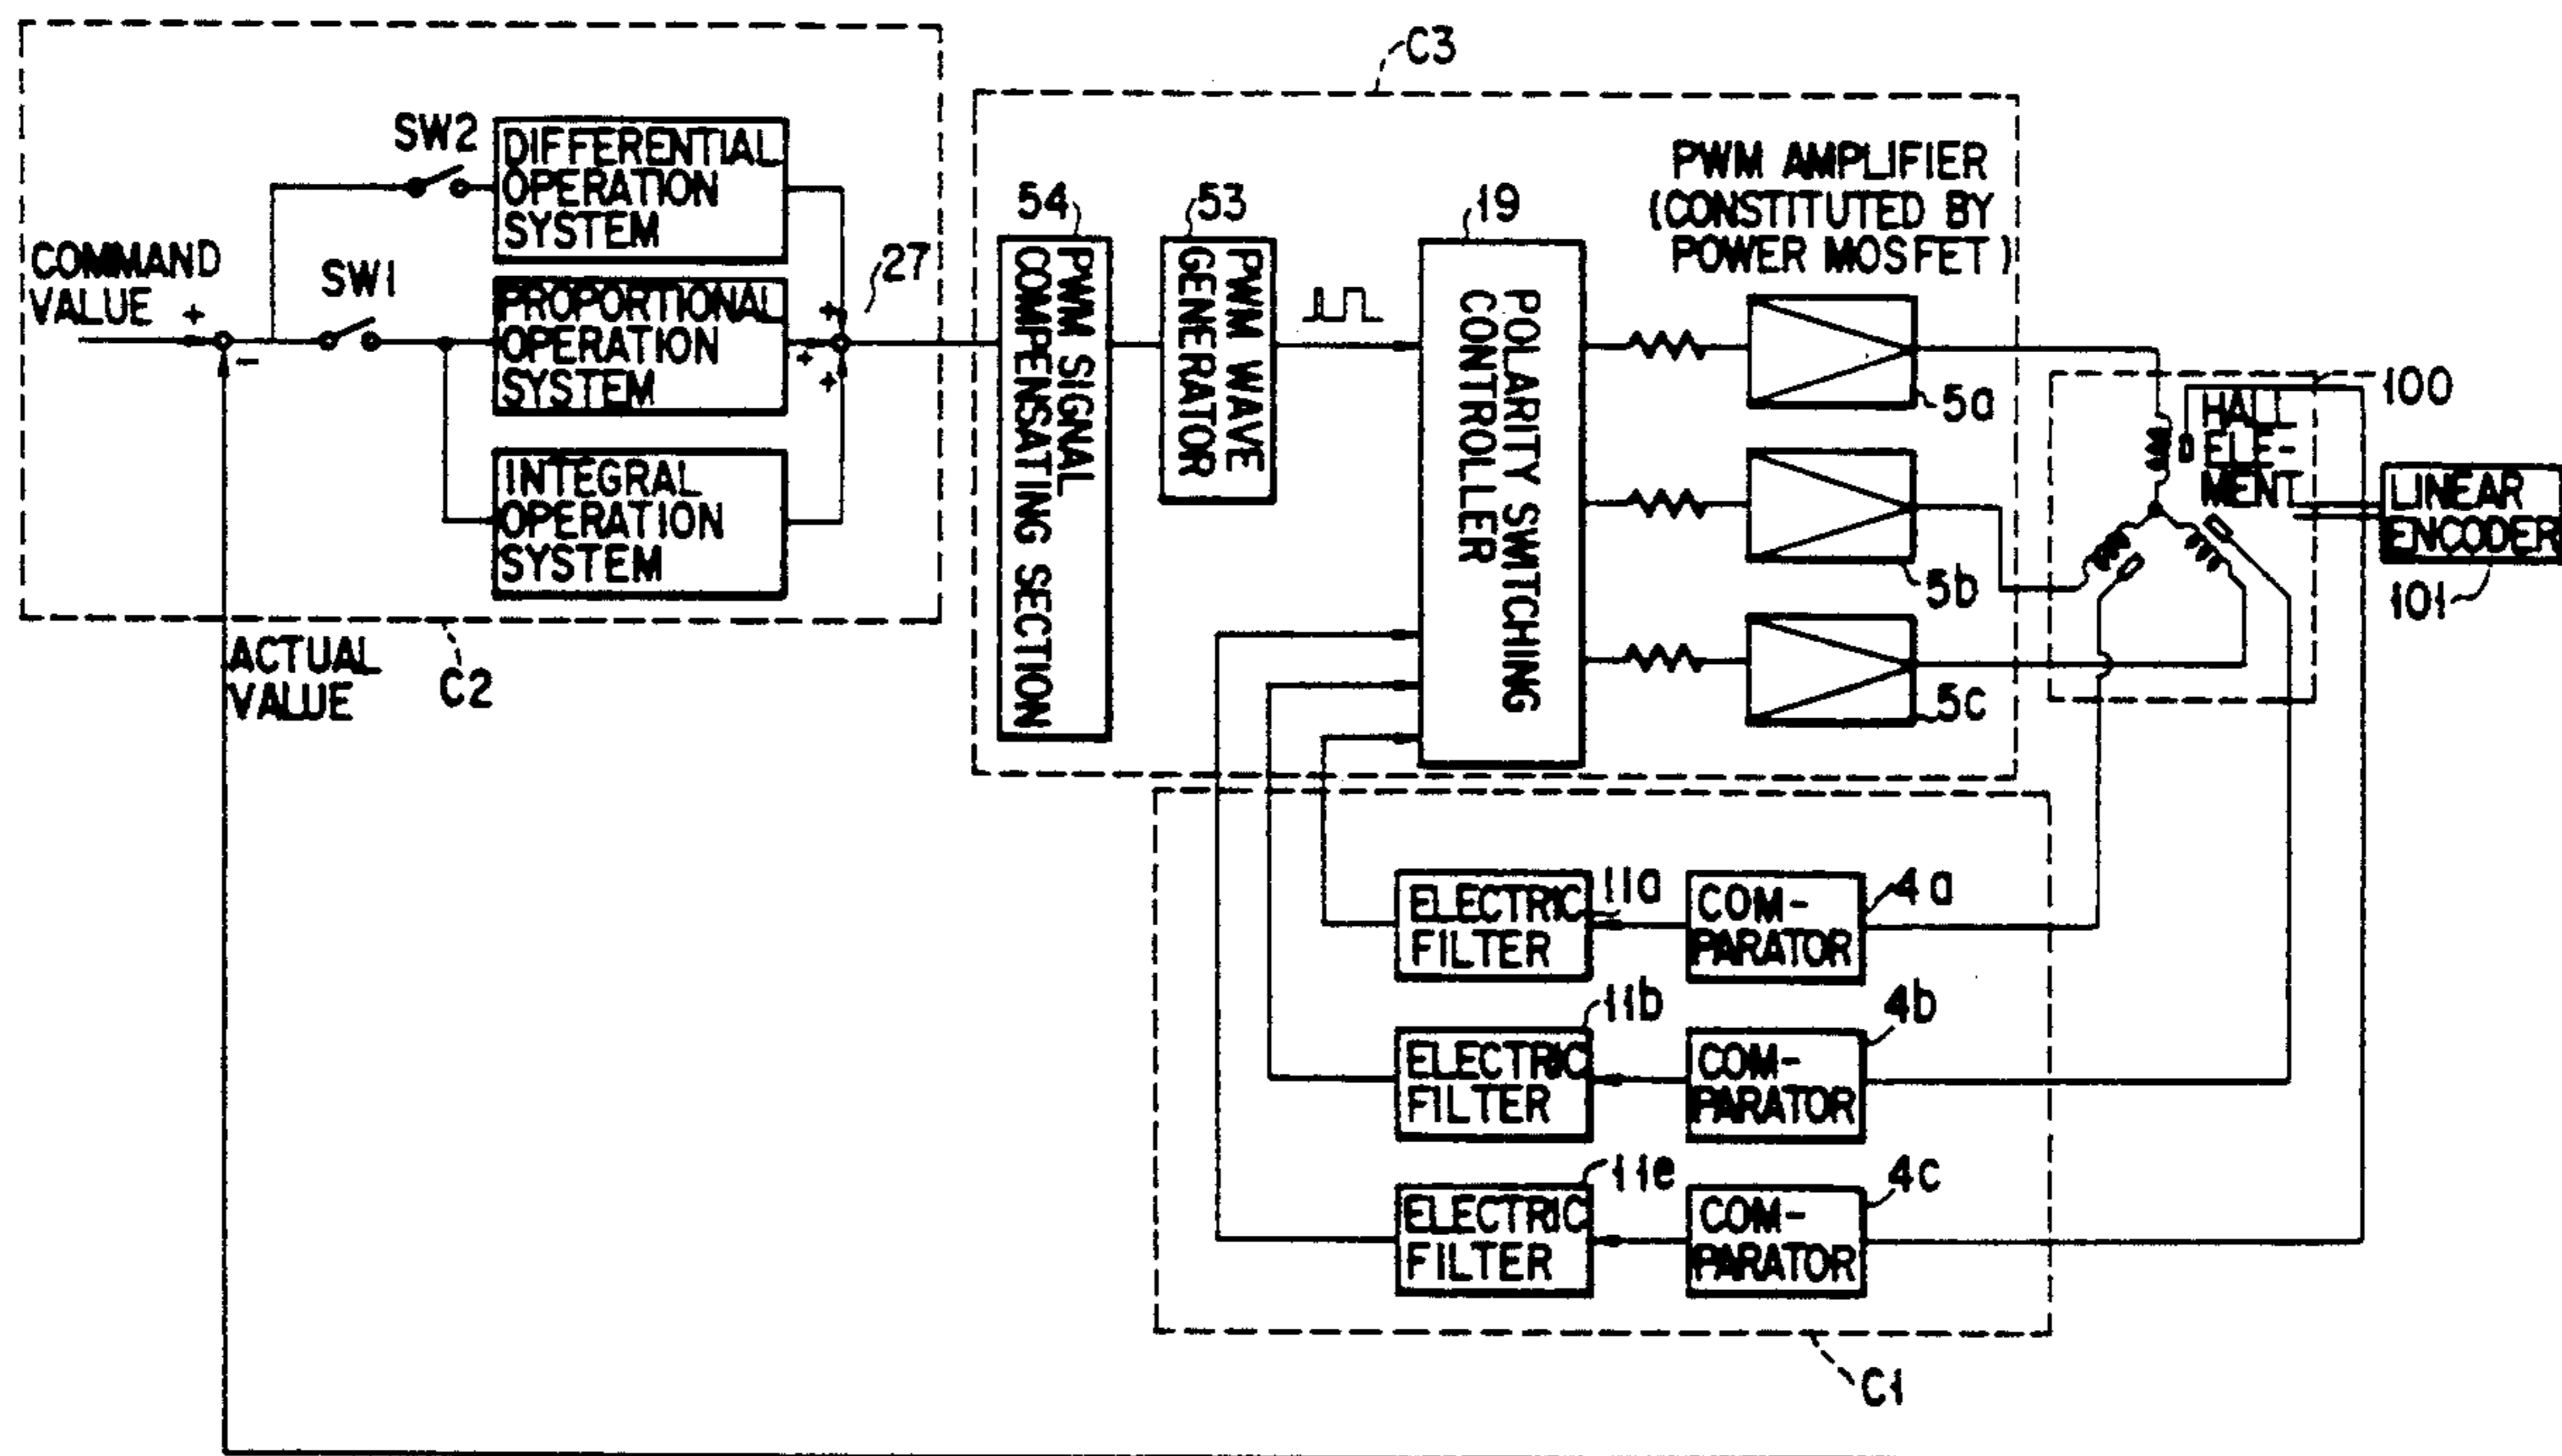 C3
SW2
DIFFERENTIAL
OPERATION
SYSTEM
COMMAND
VALUE
+
-
SW1
PROPORTIONAL
OPERATION
SYSTEM
INTEGRAL
OPERATION
SYSTEM
+
+
+
27
ACTUAL
VALUE
C2
54
PWM SIGNAL
COMPENSATING SECTION
53
PWM WAVE
GENERATOR
19
POLARITY SWITCHING
CONTROLLER
PWM AMPLIFIER
(CONSTITUTED BY
POWER MOSFET)
5a
5b
5c
100
HALL
ELE-
MENT
LINEAR
ENCODER
101
ELECTRIC
FILTER
11a
COM-
PARATOR
4a
ELECTRIC
FILTER
11b
COM-
PARATOR
4b
ELECTRIC
FILTER
11e
COM-
PARATOR
4c
C1